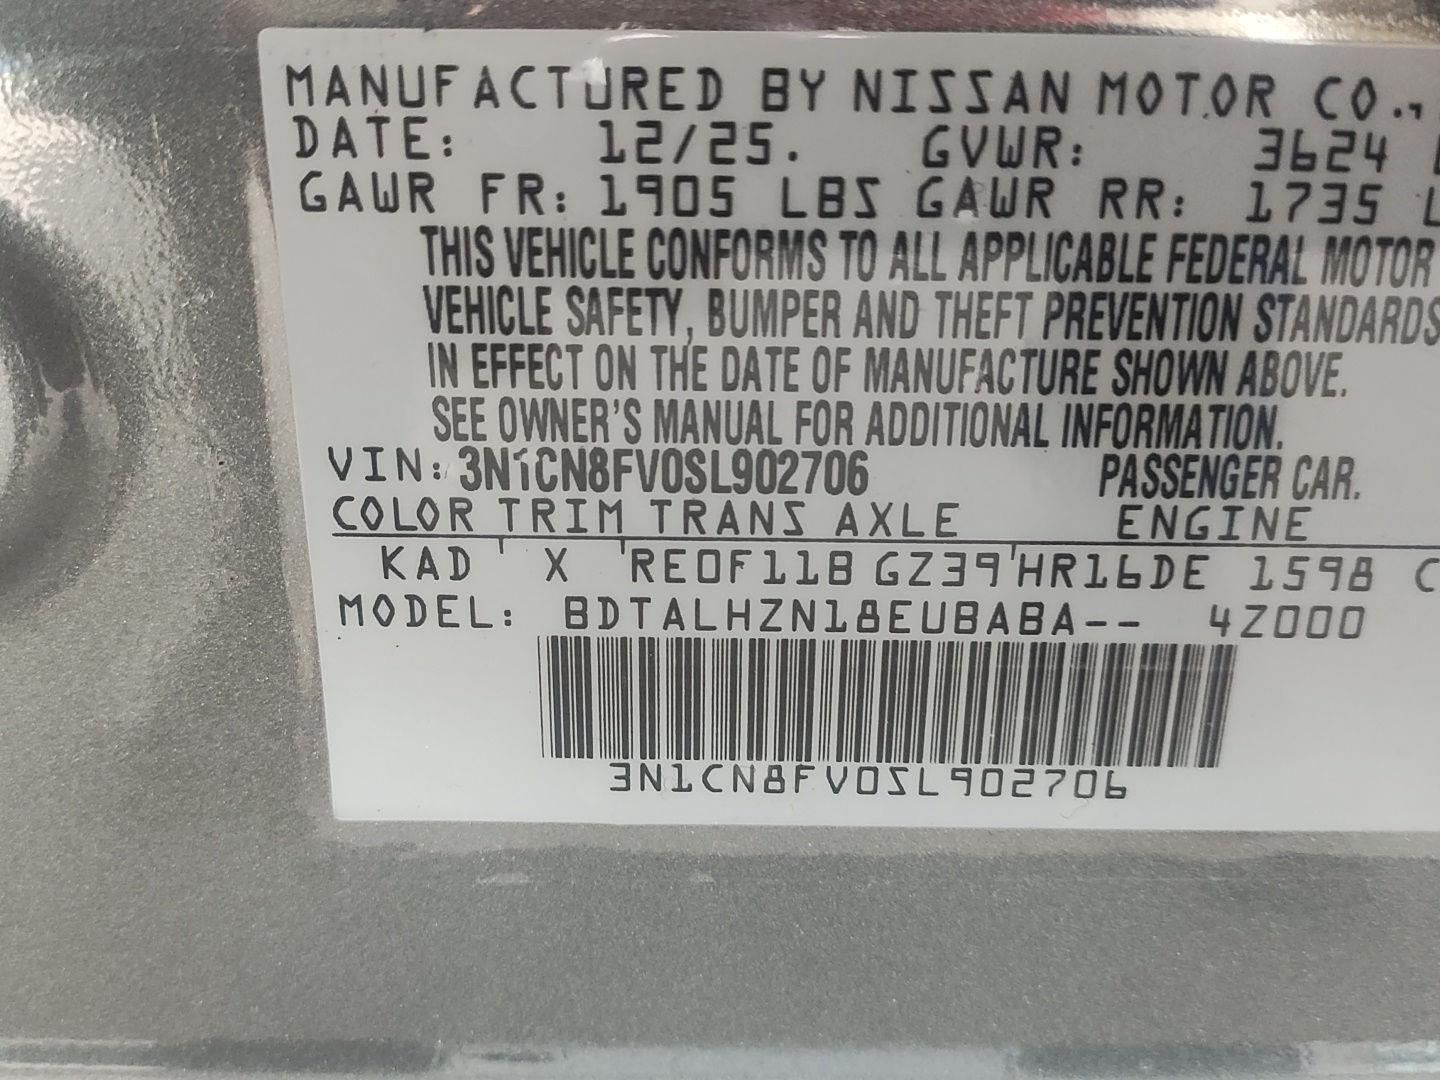 MANUFACTURED BY NISSAN MOTOR CO.,
DATE: 12/25. GVWR: 3624
GAWR FR: 1905 LBS GAWR RR: 1735 L
THIS VEHICLE CONFORMS TO ALL APPLICABLE FEDERAL MOTOR
VEHICLE SAFETY, BUMPER AND THEFT PREVENTION STANDARDS
IN EFFECT ON THE DATE OF MANUFACTURE SHOWN ABOVE.
SEE OWNER'S MANUAL FOR ADDITIONAL INFORMATION.
VIN: 3N1CN8FV0SL902706 PASSENGER CAR.
COLOR TRIM TRANS AXLE ENGINE
KAD X RE0F11B GZ39 HR16DE 1598 C
MODEL: BDTALHZN18EUBABA-- 4Z000
3N1CN8FV0SL902706